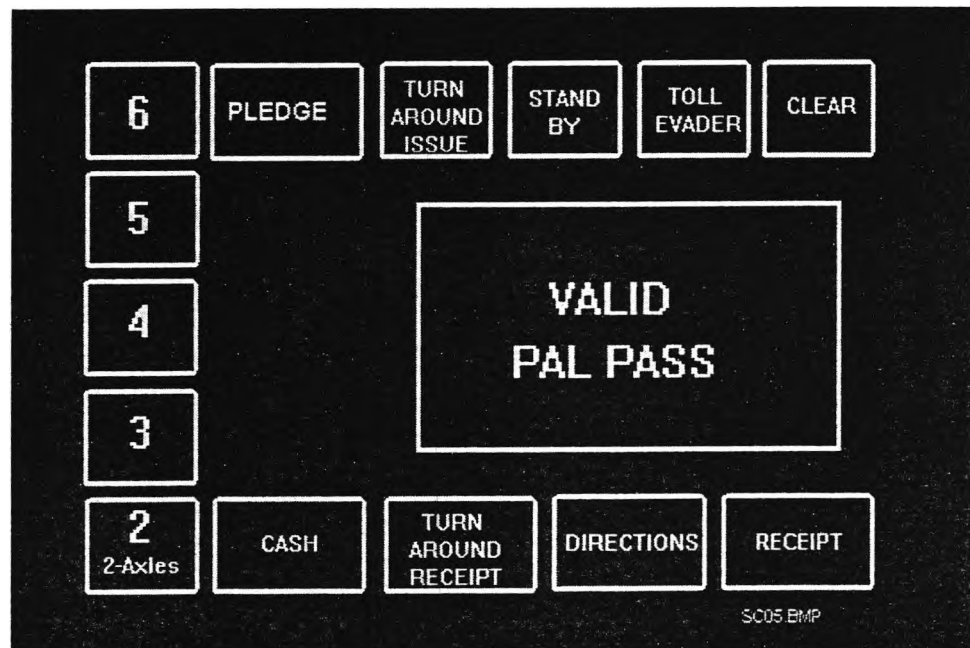 6
PLEDGE
TURN
AROUND
ISSUE
STAND
BY
TOLL
EVADER
CLEAR
5
4
3
VALID
PAL PASS
2
2-Axles
CASH
TURN
AROUND
RECEIPT
DIRECTIONS
RECEIPT
SC05.BMP